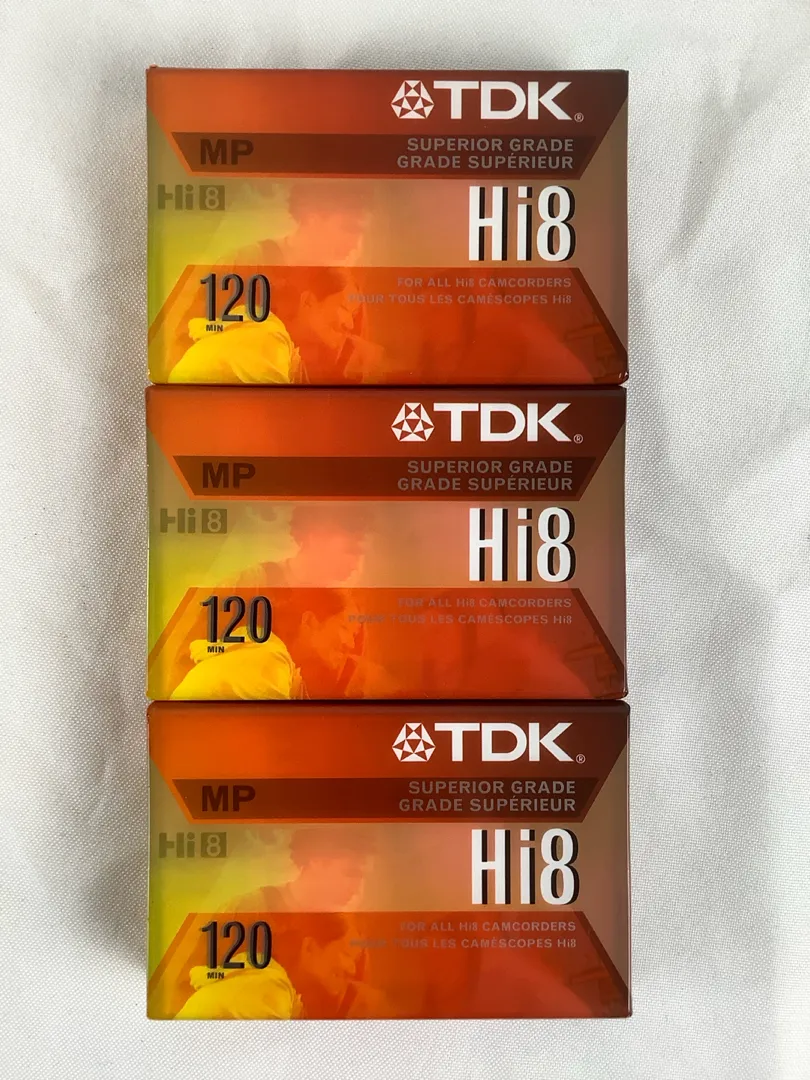 TDK®
MP
SUPERIOR GRADE
GRADE SUPÉRIEUR
Hi8
Hi8
120
MIN
FOR ALL Hi8 CAMCORDERS
POUR TOUS LES CAMÉSCOPES Hi8
TDK®
MP
SUPERIOR GRADE
GRADE SUPÉRIEUR
Hi8
Hi8
120
MIN
FOR ALL Hi8 CAMCORDERS
POUR TOUS LES CAMÉSCOPES Hi8
TDK®
MP
SUPERIOR GRADE
GRADE SUPÉRIEUR
Hi8
Hi8
120
MIN
FOR ALL Hi8 CAMCORDERS
POUR TOUS LES CAMÉSCOPES Hi8